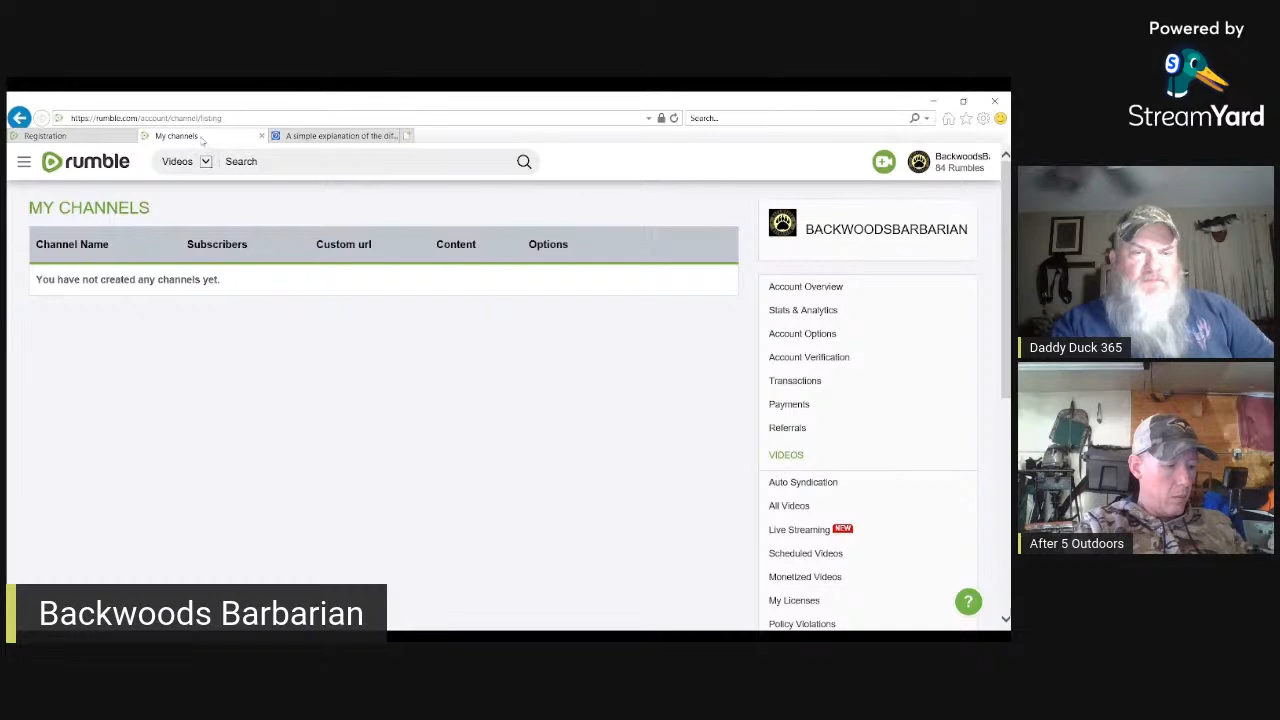 Powered by
StreamYard
https://rumble.com/account/channel/listing
Search...
Registration
My channels
A simple explanation of the dif...
rumble
Videos
Search
BackwoodsBa
84 Rumbles
MY CHANNELS
Channel Name Subscribers Custom url Content Options
You have not created any channels yet.
BACKWOODSBARBARIAN
Account Overview
Stats & Analytics
Account Options
Account Verification
Transactions
Payments
Referrals
VIDEOS
Auto Syndication
All Videos
Live Streaming NEW
Scheduled Videos
Monetized Videos
My Licenses
Policy Violations
?
Daddy Duck 365
After 5 Outdoors
Backwoods Barbarian